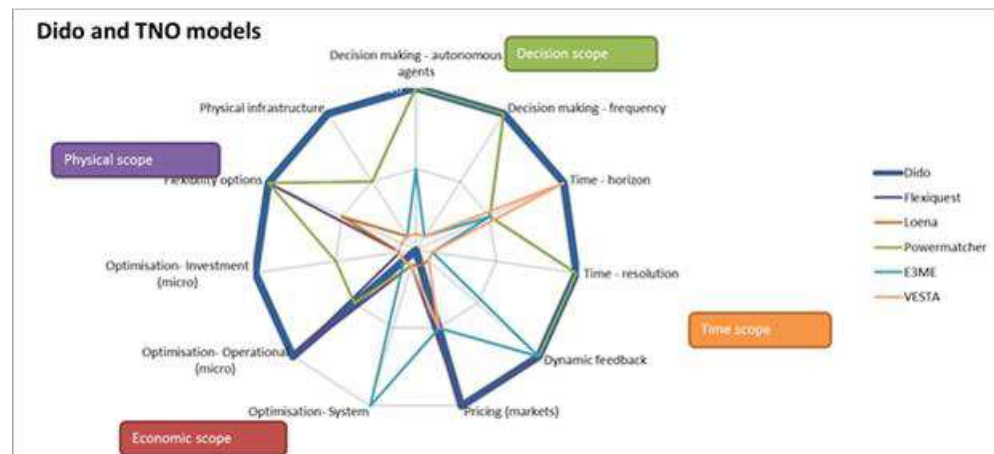 Dido and TNO models
Decision making - autonomous
agents
Decision scope
Physical infrastructure
Decision making - frequency
Physical scope
Flexibility options
Time - horizon
Dido
Flexiquest
Loena
Powermatcher
E3ME
VESTA
Optimisation- Investment
(micro)
Time - resolution
Time scope
Optimisation- Operational
(micro)
Dynamic feedback
Optimisation- System
Pricing (markets)
Economic scope